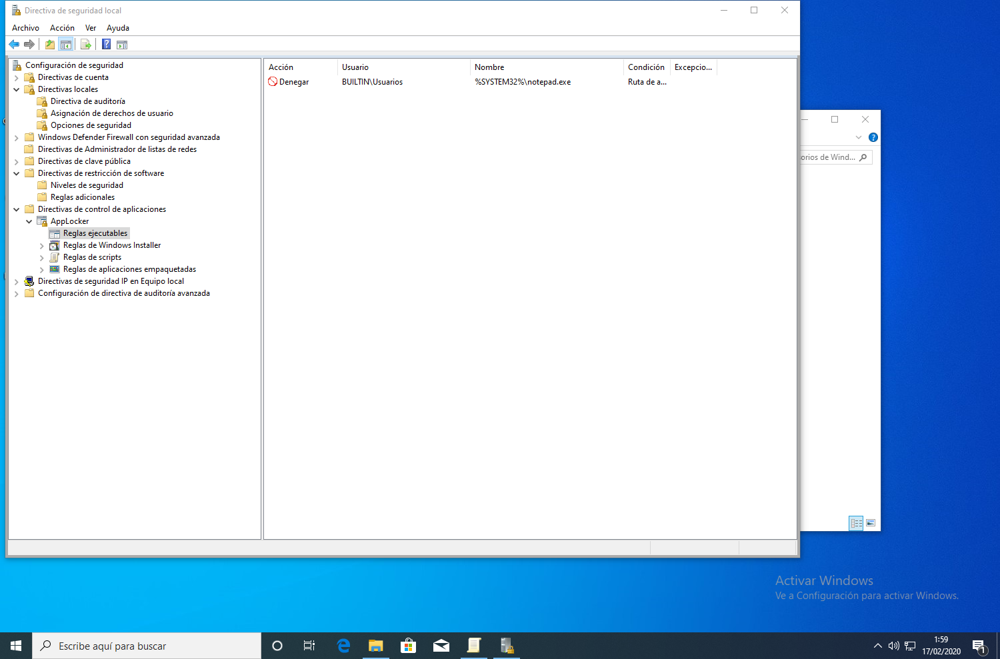 Directiva de seguridad local
Archivo Acción Ver Ayuda
Configuración de seguridad
Directivas de cuenta
Directivas locales
Directiva de auditoría
Asignación de derechos de usuario
Opciones de seguridad
Windows Defender Firewall con seguridad avanzada
Directivas de Administrador de listas de redes
Directivas de clave pública
Directivas de restricción de software
Niveles de seguridad
Reglas adicionales
Directivas de control de aplicaciones
AppLocker
Reglas ejecutables
Reglas de Windows Installer
Reglas de scripts
Reglas de aplicaciones empaquetadas
Directivas de seguridad IP en Equipo local
Configuración de directiva de auditoría avanzada
Acción Usuario Nombre Condición Excepcio...
Denegar BUILTIN\Usuarios %SYSTEM32%\notepad.exe Ruta de a...
orios de Wind...
Activar Windows
Ve a Configuración para activar Windows.
Escribe aquí para buscar
1:59
17/02/2020
1